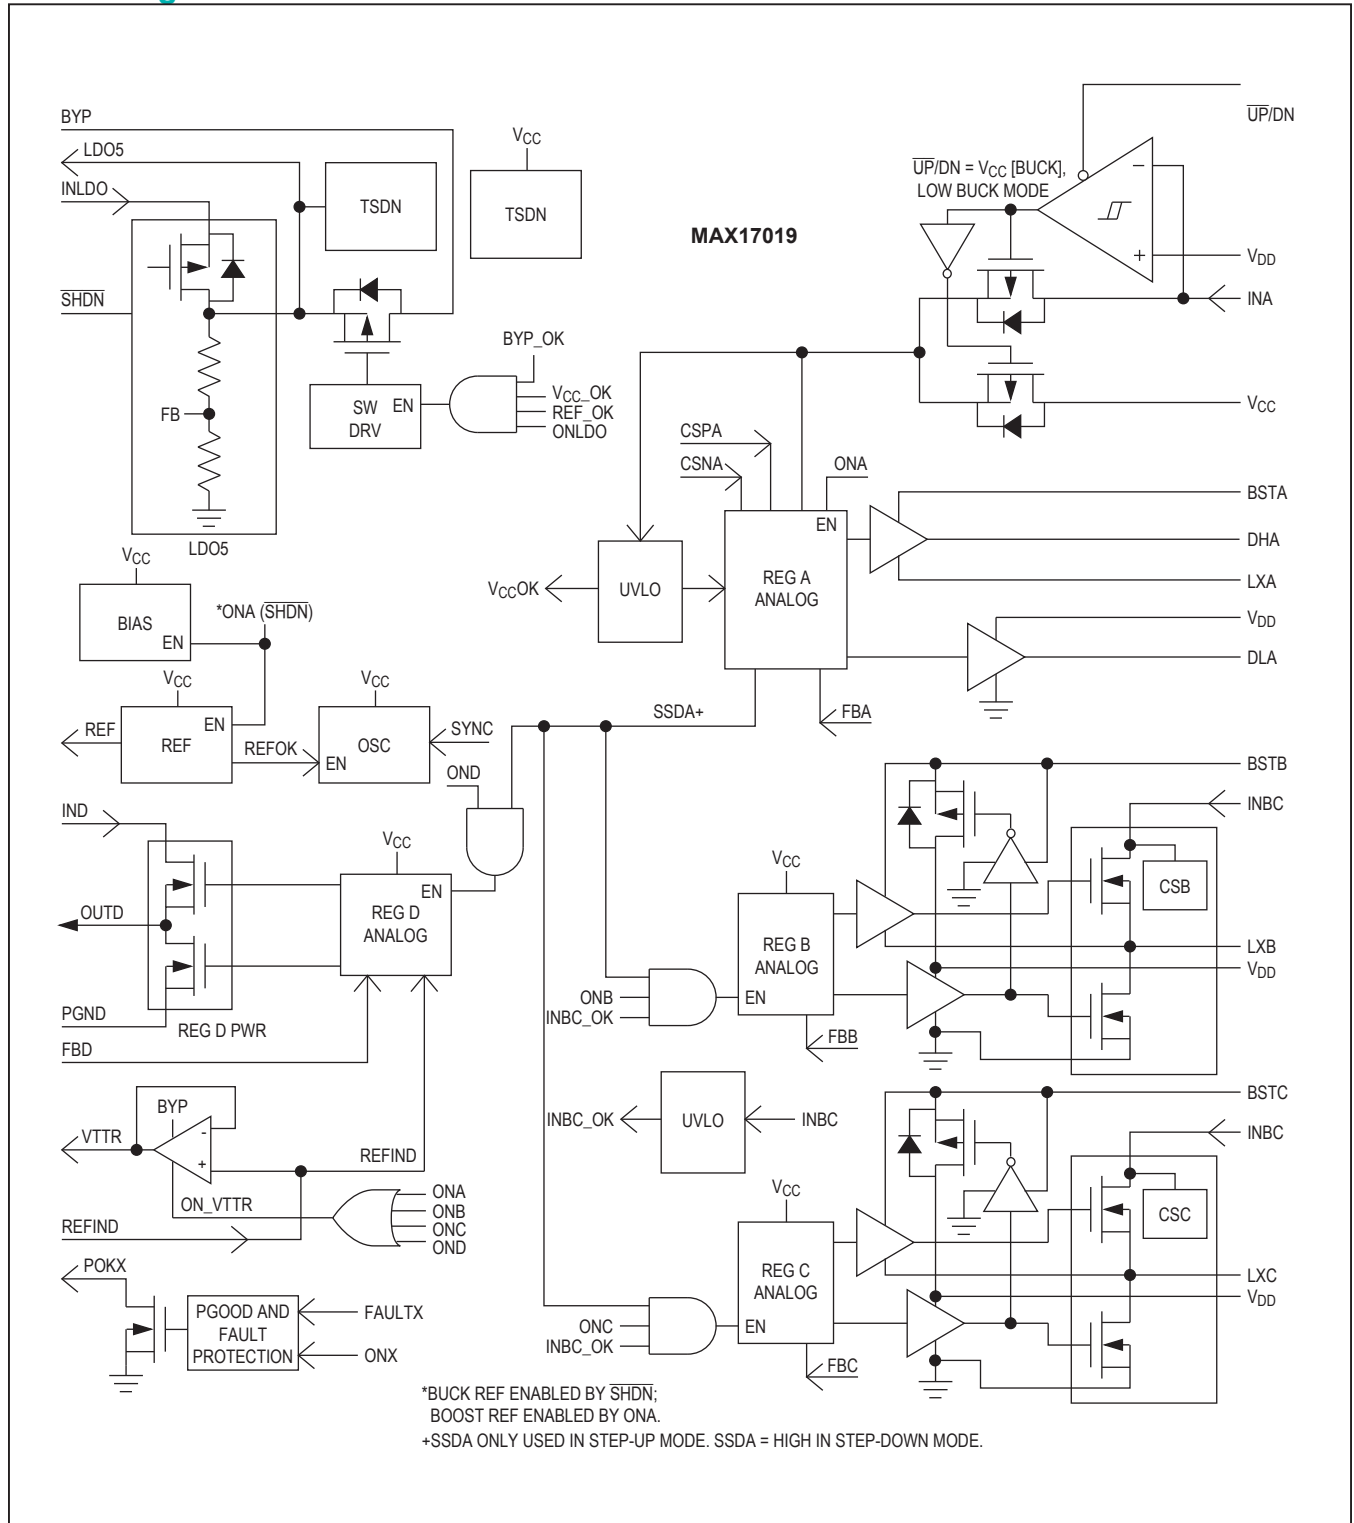 BYP
LDO5
INLDO
SHDN
TSDN
VCC
TSDN
MAX17019
UP/DN
UP/DN = VCC [BUCK],
LOW BUCK MODE
-
+
VDD
INA
VCC
FB
LDO5
SW
DRV
EN
BYP_OK
VCC_OK
REF_OK
ONLDO
CSPA
CSNA
ONA
EN
REG A
ANALOG
UVLO
VCCOK
BSTA
DHA
LXA
VDD
DLA
FBA
SSDA+
VCC
BIAS
EN
*ONA (SHDN)
VCC
EN
REF
REF
REFOK
VCC
OSC
EN
SYNC
OND
IND
OUTD
PGND
REG D PWR
FBD
VCC
EN
REG D
ANALOG
VTTR
BYP
-
+
REFIND
ON_VTTR
REFIND
ONA
ONB
ONC
OND
POKX
PGOOD AND
FAULT
PROTECTION
FAULTX
ONX
ONB
INBC_OK
VCC
REG B
ANALOG
EN
FBB
BSTB
INBC
CSB
LXB
VDD
INBC_OK
UVLO
INBC
ONC
INBC_OK
VCC
REG C
ANALOG
EN
FBC
BSTC
INBC
CSC
LXC
VDD
*BUCK REF ENABLED BY SHDN;
BOOST REF ENABLED BY ONA.
+SSDA ONLY USED IN STEP-UP MODE. SSDA = HIGH IN STEP-DOWN MODE.